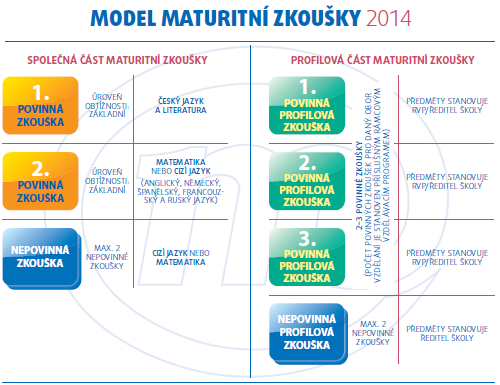 MODEL MATURITNÍ ZKOUŠKY 2014
SPOLEČNÁ ČÁST MATURITNÍ ZKOUŠKY
1.
POVINNÁ
ZKOUŠKA
ÚROVEŇ
OBTÍŽNOSTI:
ZÁKLADNÍ
ČESKÝ JAZYK
A LITERATURA
2.
POVINNÁ
ZKOUŠKA
ÚROVEŇ
OBTÍŽNOSTI:
ZÁKLADNÍ
MATEMATIKA
NEBO CIZÍ JAZYK
(ANGLICKÝ, NĚMECKÝ,
ŠPANĚLSKÝ, FRANCOUZ-
SKÝ A RUSKÝ JAZYK)
NEPOVINNÁ
ZKOUŠKA
MAX. 2
NEPOVINNÉ
ZKOUŠKY
CIZÍ JAZYK NEBO
MATEMATIKA
PROFILOVÁ ČÁST MATURITNÍ ZKOUŠKY
1.
POVINNÁ
PROFILOVÁ
ZKOUŠKA
PŘEDMĚTY STANOVUJE
RVP/ŘEDITEL ŠKOLY
2.
POVINNÁ
PROFILOVÁ
ZKOUŠKA
PŘEDMĚTY STANOVUJE
RVP/ŘEDITEL ŠKOLY
3.
POVINNÁ
PROFILOVÁ
ZKOUŠKA
PŘEDMĚTY STANOVUJE
RVP/ŘEDITEL ŠKOLY
2–3 POVINNÉ ZKOUŠKY
(POČET POVINNÝCH ZKOUŠEK PRO DANÝ OBOR
VZDĚLÁNÍ JE STANOVEN PŘÍSLUŠNÝM RÁMCOVÝM
VZDĚLÁVACÍM PROGRAMEM)
NEPOVINNÁ
PROFILOVÁ
ZKOUŠKA
MAX. 2
NEPOVINNÉ
ZKOUŠKY
PŘEDMĚTY STANOVUJE
ŘEDITEL ŠKOLY